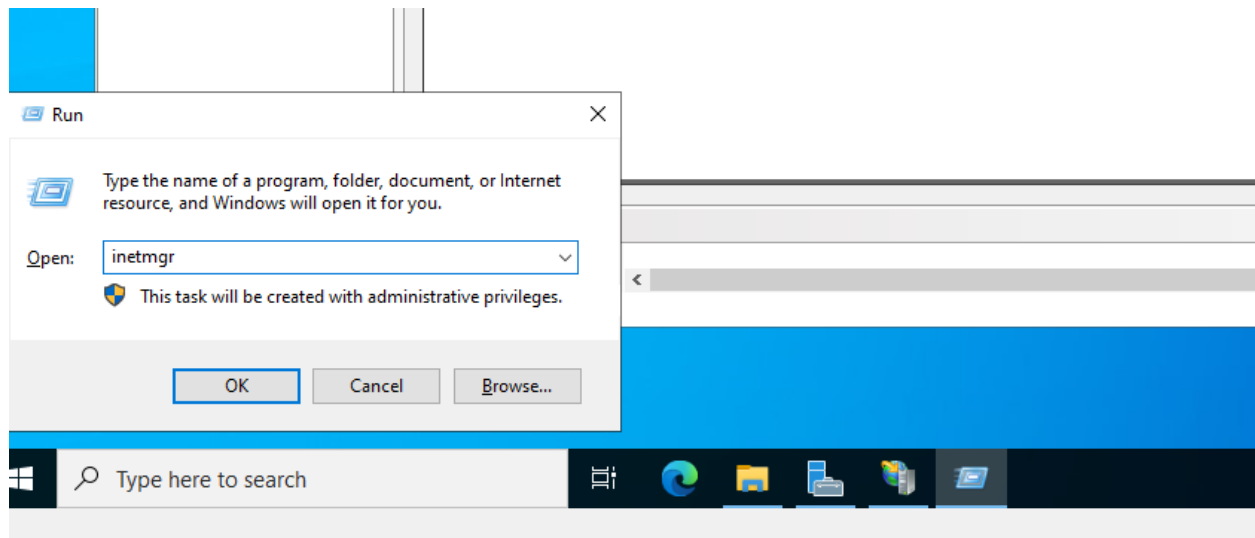 Run
Type the name of a program, folder, document, or Internet
resource, and Windows will open it for you.
Open: inetmgr
This task will be created with administrative privileges.
OK Cancel Browse...
Type here to search